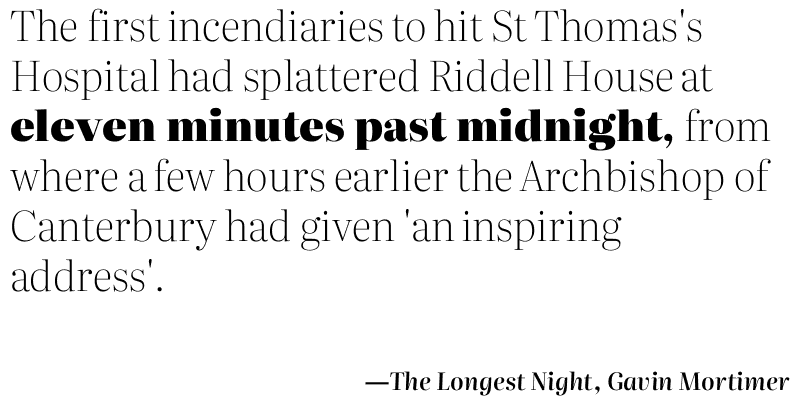 The first incendiaries to hit St Thomas's
Hospital had splattered Riddell House at
eleven minutes past midnight, from
where a few hours earlier the Archbishop of
Canterbury had given 'an inspiring
address'.
—The Longest Night, Gavin Mortimer